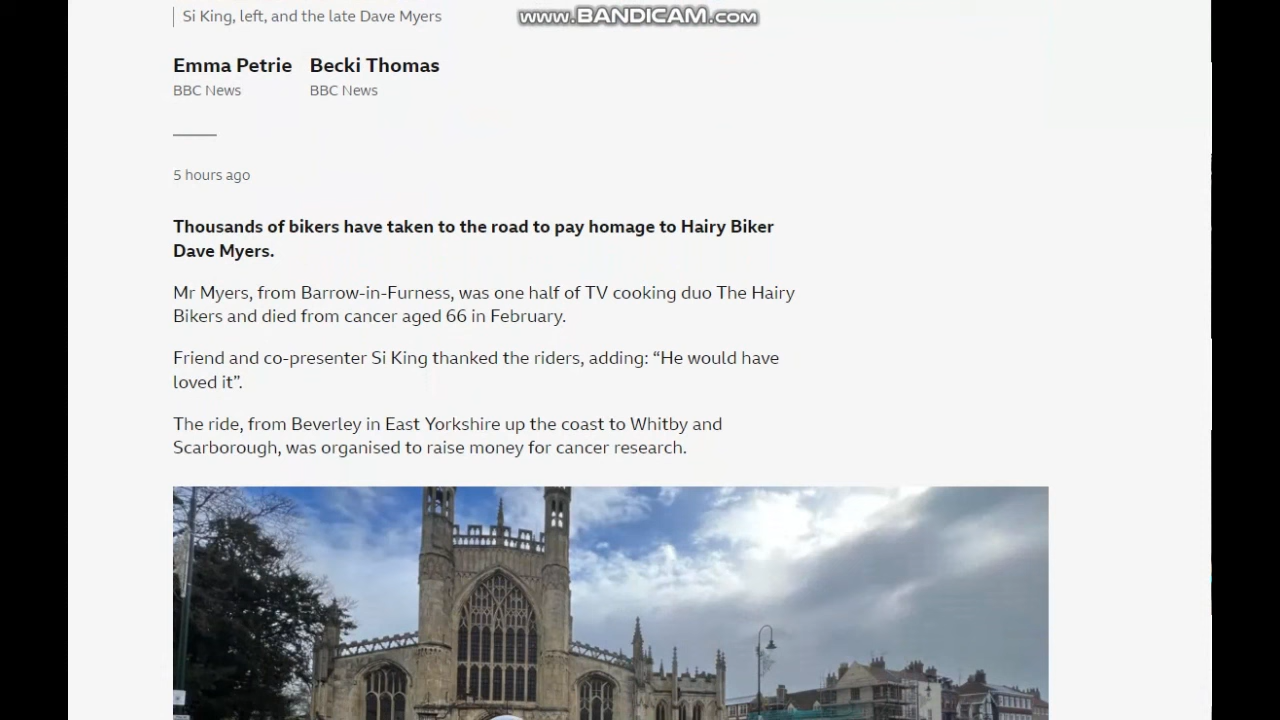 www.BANDICAM.com
Si King, left, and the late Dave Myers
Emma Petrie Becki Thomas
BBC News BBC News
5 hours ago
Thousands of bikers have taken to the road to pay homage to Hairy Biker
Dave Myers.
Mr Myers, from Barrow-in-Furness, was one half of TV cooking duo The Hairy
Bikers and died from cancer aged 66 in February.
Friend and co-presenter Si King thanked the riders, adding: “He would have
loved it”.
The ride, from Beverley in East Yorkshire up the coast to Whitby and
Scarborough, was organised to raise money for cancer research.